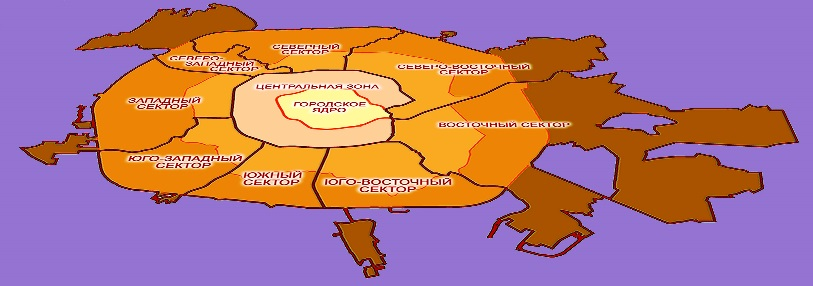 СЕВЕРНЫЙ
СЕКТОР
СЕВЕРО-
ЗАПАДНЫЙ
СЕКТОР
СЕВЕРО-ВОСТОЧНЫЙ
СЕКТОР
ЦЕНТРАЛЬНАЯ ЗОНА
ЗАПАДНЫЙ
СЕКТОР
ГОРОДСКОЕ
ЯДРО
ВОСТОЧНЫЙ СЕКТОР
ЮГО-ЗАПАДНЫЙ
СЕКТОР
ЮЖНЫЙ
СЕКТОР
ЮГО-ВОСТОЧНЫЙ
СЕКТОР